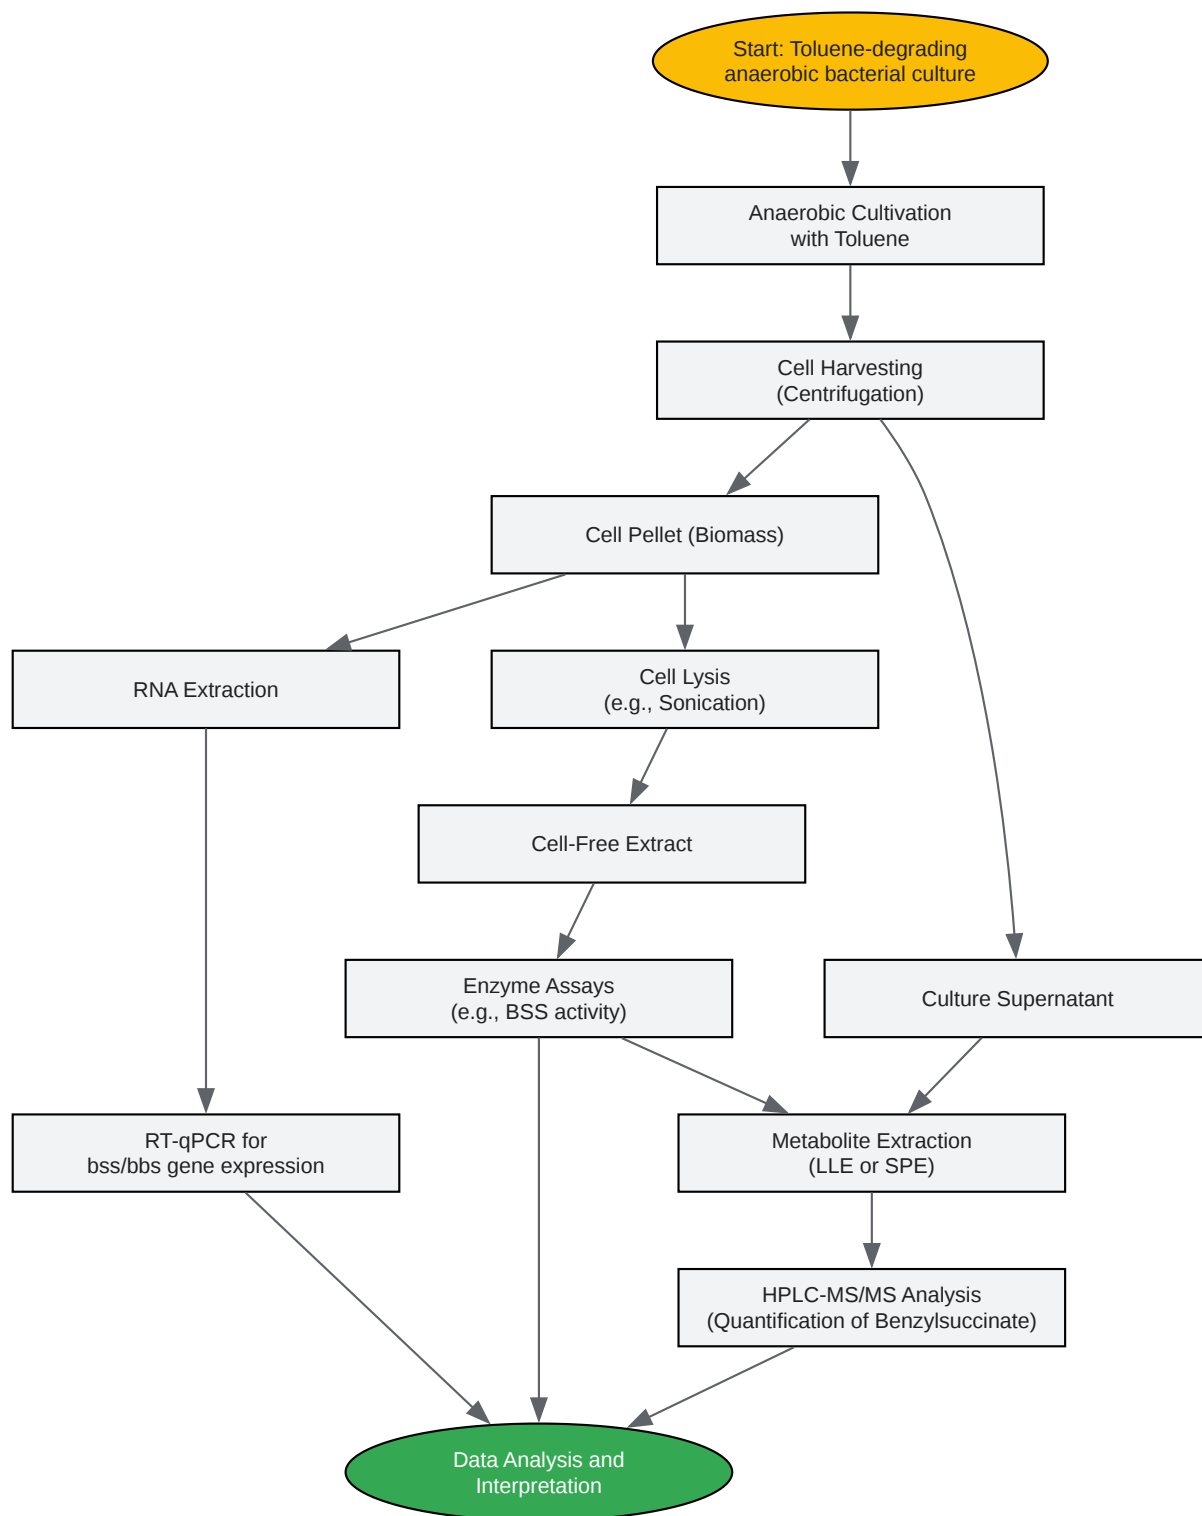 Start: Toluene-degrading
anaerobic bacterial culture
Anaerobic Cultivation
with Toluene
Cell Harvesting
(Centrifugation)
Cell Pellet (Biomass)
RNA Extraction
Cell Lysis
(e.g., Sonication)
Cell-Free Extract
Enzyme Assays
(e.g., BSS activity)
Culture Supernatant
RT-qPCR for
bss/bbs gene expression
Metabolite Extraction
(LLE or SPE)
HPLC-MS/MS Analysis
(Quantification of Benzylsuccinate)
Data Analysis and
Interpretation